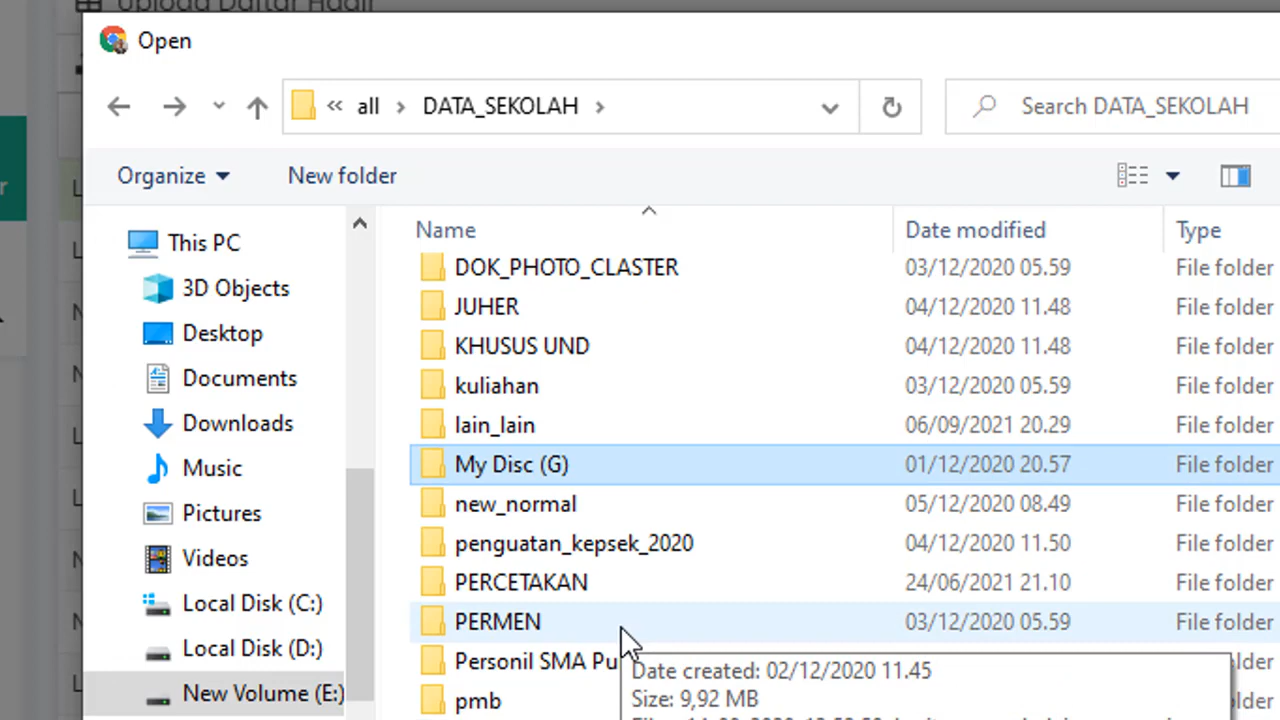 Upload Daftar Hadir
Open
« all > DATA_SEKOLAH >
Search DATA_SEKOLAH
Organize
New folder
Name
Date modified
Type
This PC
3D Objects
Desktop
Documents
Downloads
Music
Pictures
Videos
Local Disk (C:)
Local Disk (D:)
New Volume (E:)
DOK_PHOTO_CLASTER 03/12/2020 05.59 File folder
JUHER 04/12/2020 11.48 File folder
KHUSUS UND 04/12/2020 11.48 File folder
kuliahan 03/12/2020 05.59 File folder
lain_lain 06/09/2021 20.29 File folder
My Disc (G) 01/12/2020 20.57 File folder
new_normal 05/12/2020 08.49 File folder
penguatan_kepsek_2020 04/12/2020 11.50 File folder
PERCETAKAN 24/06/2021 21.10 File folder
PERMEN 03/12/2020 05.59 File folder
Personil SMA Pu
pmb
Date created: 02/12/2020 11.45
Size: 9,92 MB